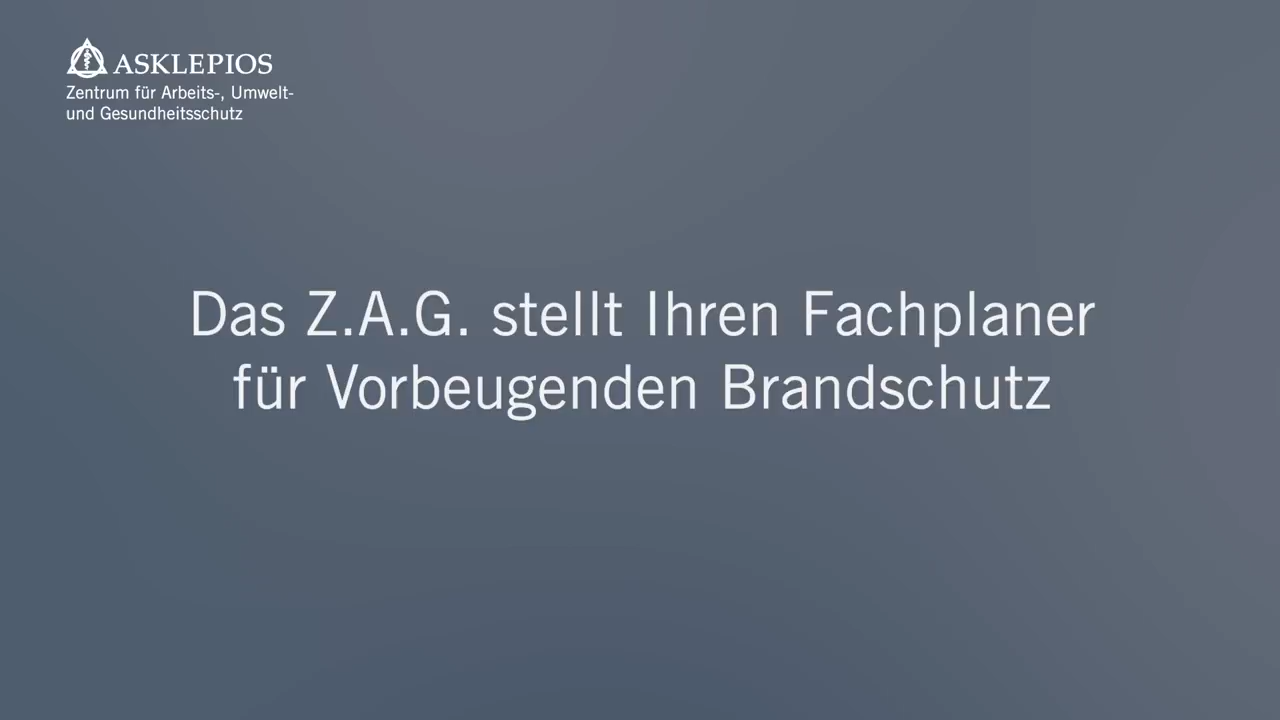 ASKLEPIOS
Zentrum für Arbeits-, Umwelt-
und Gesundheitsschutz
Das Z.A.G. stellt Ihren Fachplaner
für Vorbeugenden Brandschutz